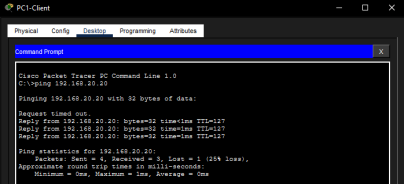 PC1-Client
Physical Config Desktop Programming Attributes
Command Prompt
X
Cisco Packet Tracer PC Command Line 1.0
C:\>ping 192.168.20.20
Pinging 192.168.20.20 with 32 bytes of data:
Request timed out.
Reply from 192.168.20.20: bytes=32 time<1ms TTL=127
Reply from 192.168.20.20: bytes=32 time=1ms TTL=127
Reply from 192.168.20.20: bytes=32 time=1ms TTL=127
Ping statistics for 192.168.20.20:
Packets: Sent = 4, Received = 3, Lost = 1 (25% loss),
Approximate round trip times in milli-seconds:
Minimum = 0ms, Maximum = 1ms, Average = 0ms